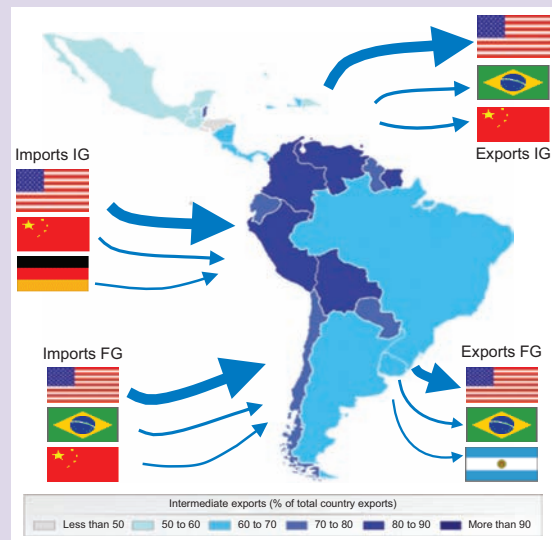 Exports IG
Imports IG
Imports FG
Exports FG
Intermediate exports (% of total country exports)
Less than 50 50 to 60 60 to 70 70 to 80 80 to 90 More than 90